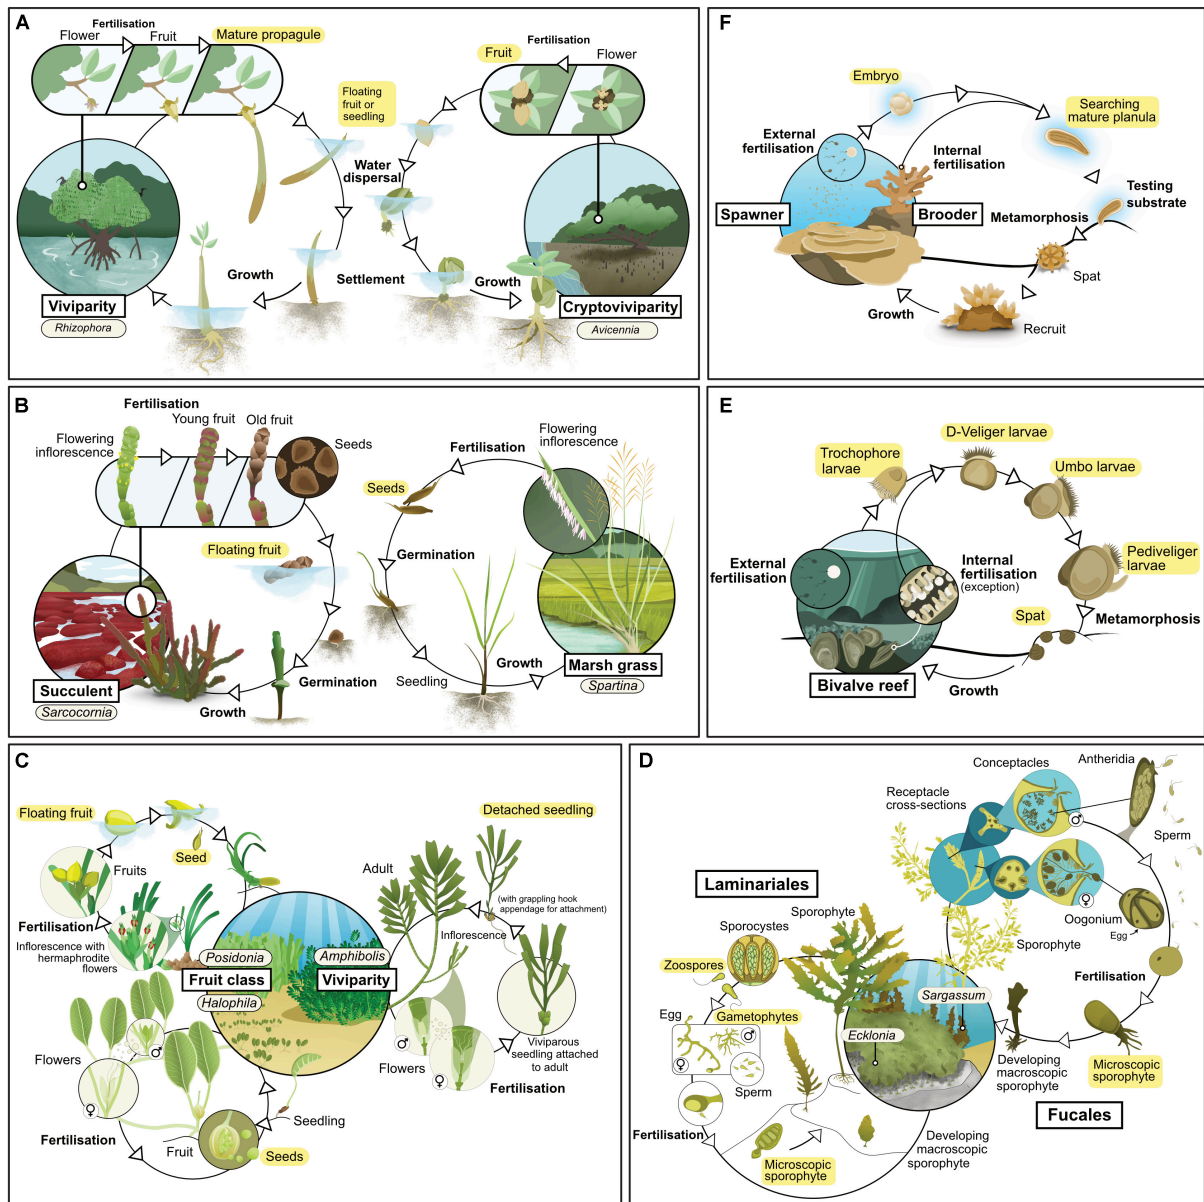 A
Fertilisation
Flower
Fruit
Mature propagule
Floating
fruit or
seedling
Fruit
Fertilisation
Flower
Water
dispersal
Growth
Settlement
Growth
Viviparity
Rhizophora
Cryptoviviparity
Avicennia
F
Embryo
Searching
mature planula
External
fertilisation
Internal
fertilisation
Testing
substrate
Spawner
Brooder
Metamorphosis
Spat
Growth
Recruit
B
Fertilisation
Flowering
inflorescence
Young fruit
Old fruit
Seeds
Floating fruit
Succulent
Sarcocornia
Growth
Germination
Flowering
inflorescence
Fertilisation
Seeds
Germination
Seedling
Growth
Marsh grass
Spartina
E
Trochophore
larvae
D-Veliger larvae
Umbo larvae
Pediveliger
larvae
External
fertilisation
Internal
fertilisation
(exception)
Spat
Metamorphosis
Growth
Bivalve reef
C
Floating fruit
Seed
Fruits
Fertilisation
Inflorescence with
hermaphrodite
flowers
Posidonia
Fruit class
Halophila
Amphibolis
Viviparity
Adult
Detached seedling
(with grappling hook
appendage for attachment)
Inflorescence
♂
Flowers
♀
Viviparous
seedling attached
to adult
Fertilisation
Flowers
♂
♀
Fertilisation
Fruit
Seeds
Seedling
D
Conceptacles
Antheridia
Receptacle
cross-sections
♂
Sperm
♀
Oogonium
Egg
Laminariales
Sporophyte
Sporocystes
Zoospores
Gametophytes
Egg
♀
♂
Sperm
Fertilisation
Microscopic
sporophyte
Developing
macroscopic
sporophyte
Ecklonia
Sargassum
Sporophyte
Fertilisation
Microscopic
sporophyte
Developing
macroscopic
sporophyte
Fucales